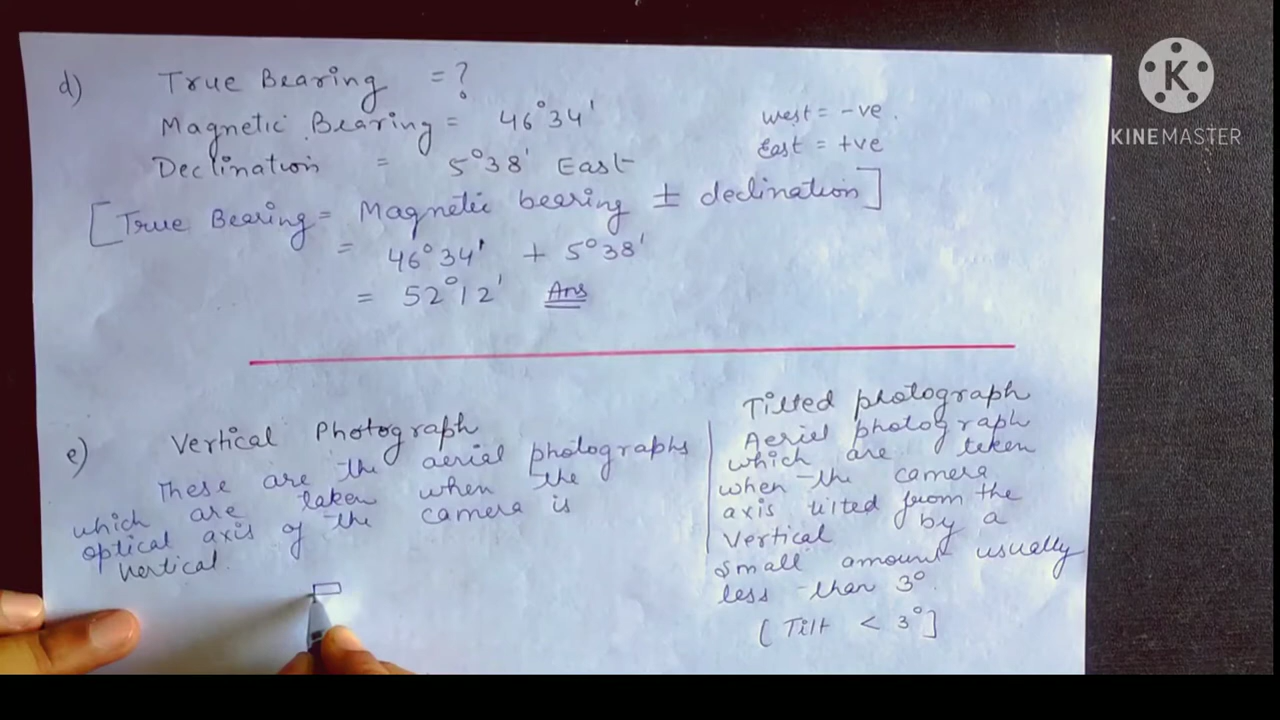 d) True Bearing = ?
Magnetic Bearing = 46°34'
Declination = 5°38' East
west = -ve.
East = +ve
[True Bearing = Magnetic bearing ± declination]
= 46°34' + 5°38'
= 52°12' Ans
e) Vertical Photograph
These are the aerial photographs
which are taken when the
optical axis of the camera is
vertical.
Tilted photograph
Aerial photograph
which are taken
when the camera
axis tilted from the
vertical by a
small amount usually
less than 3°.
(Tilt < 3°]
K
KINEMASTER